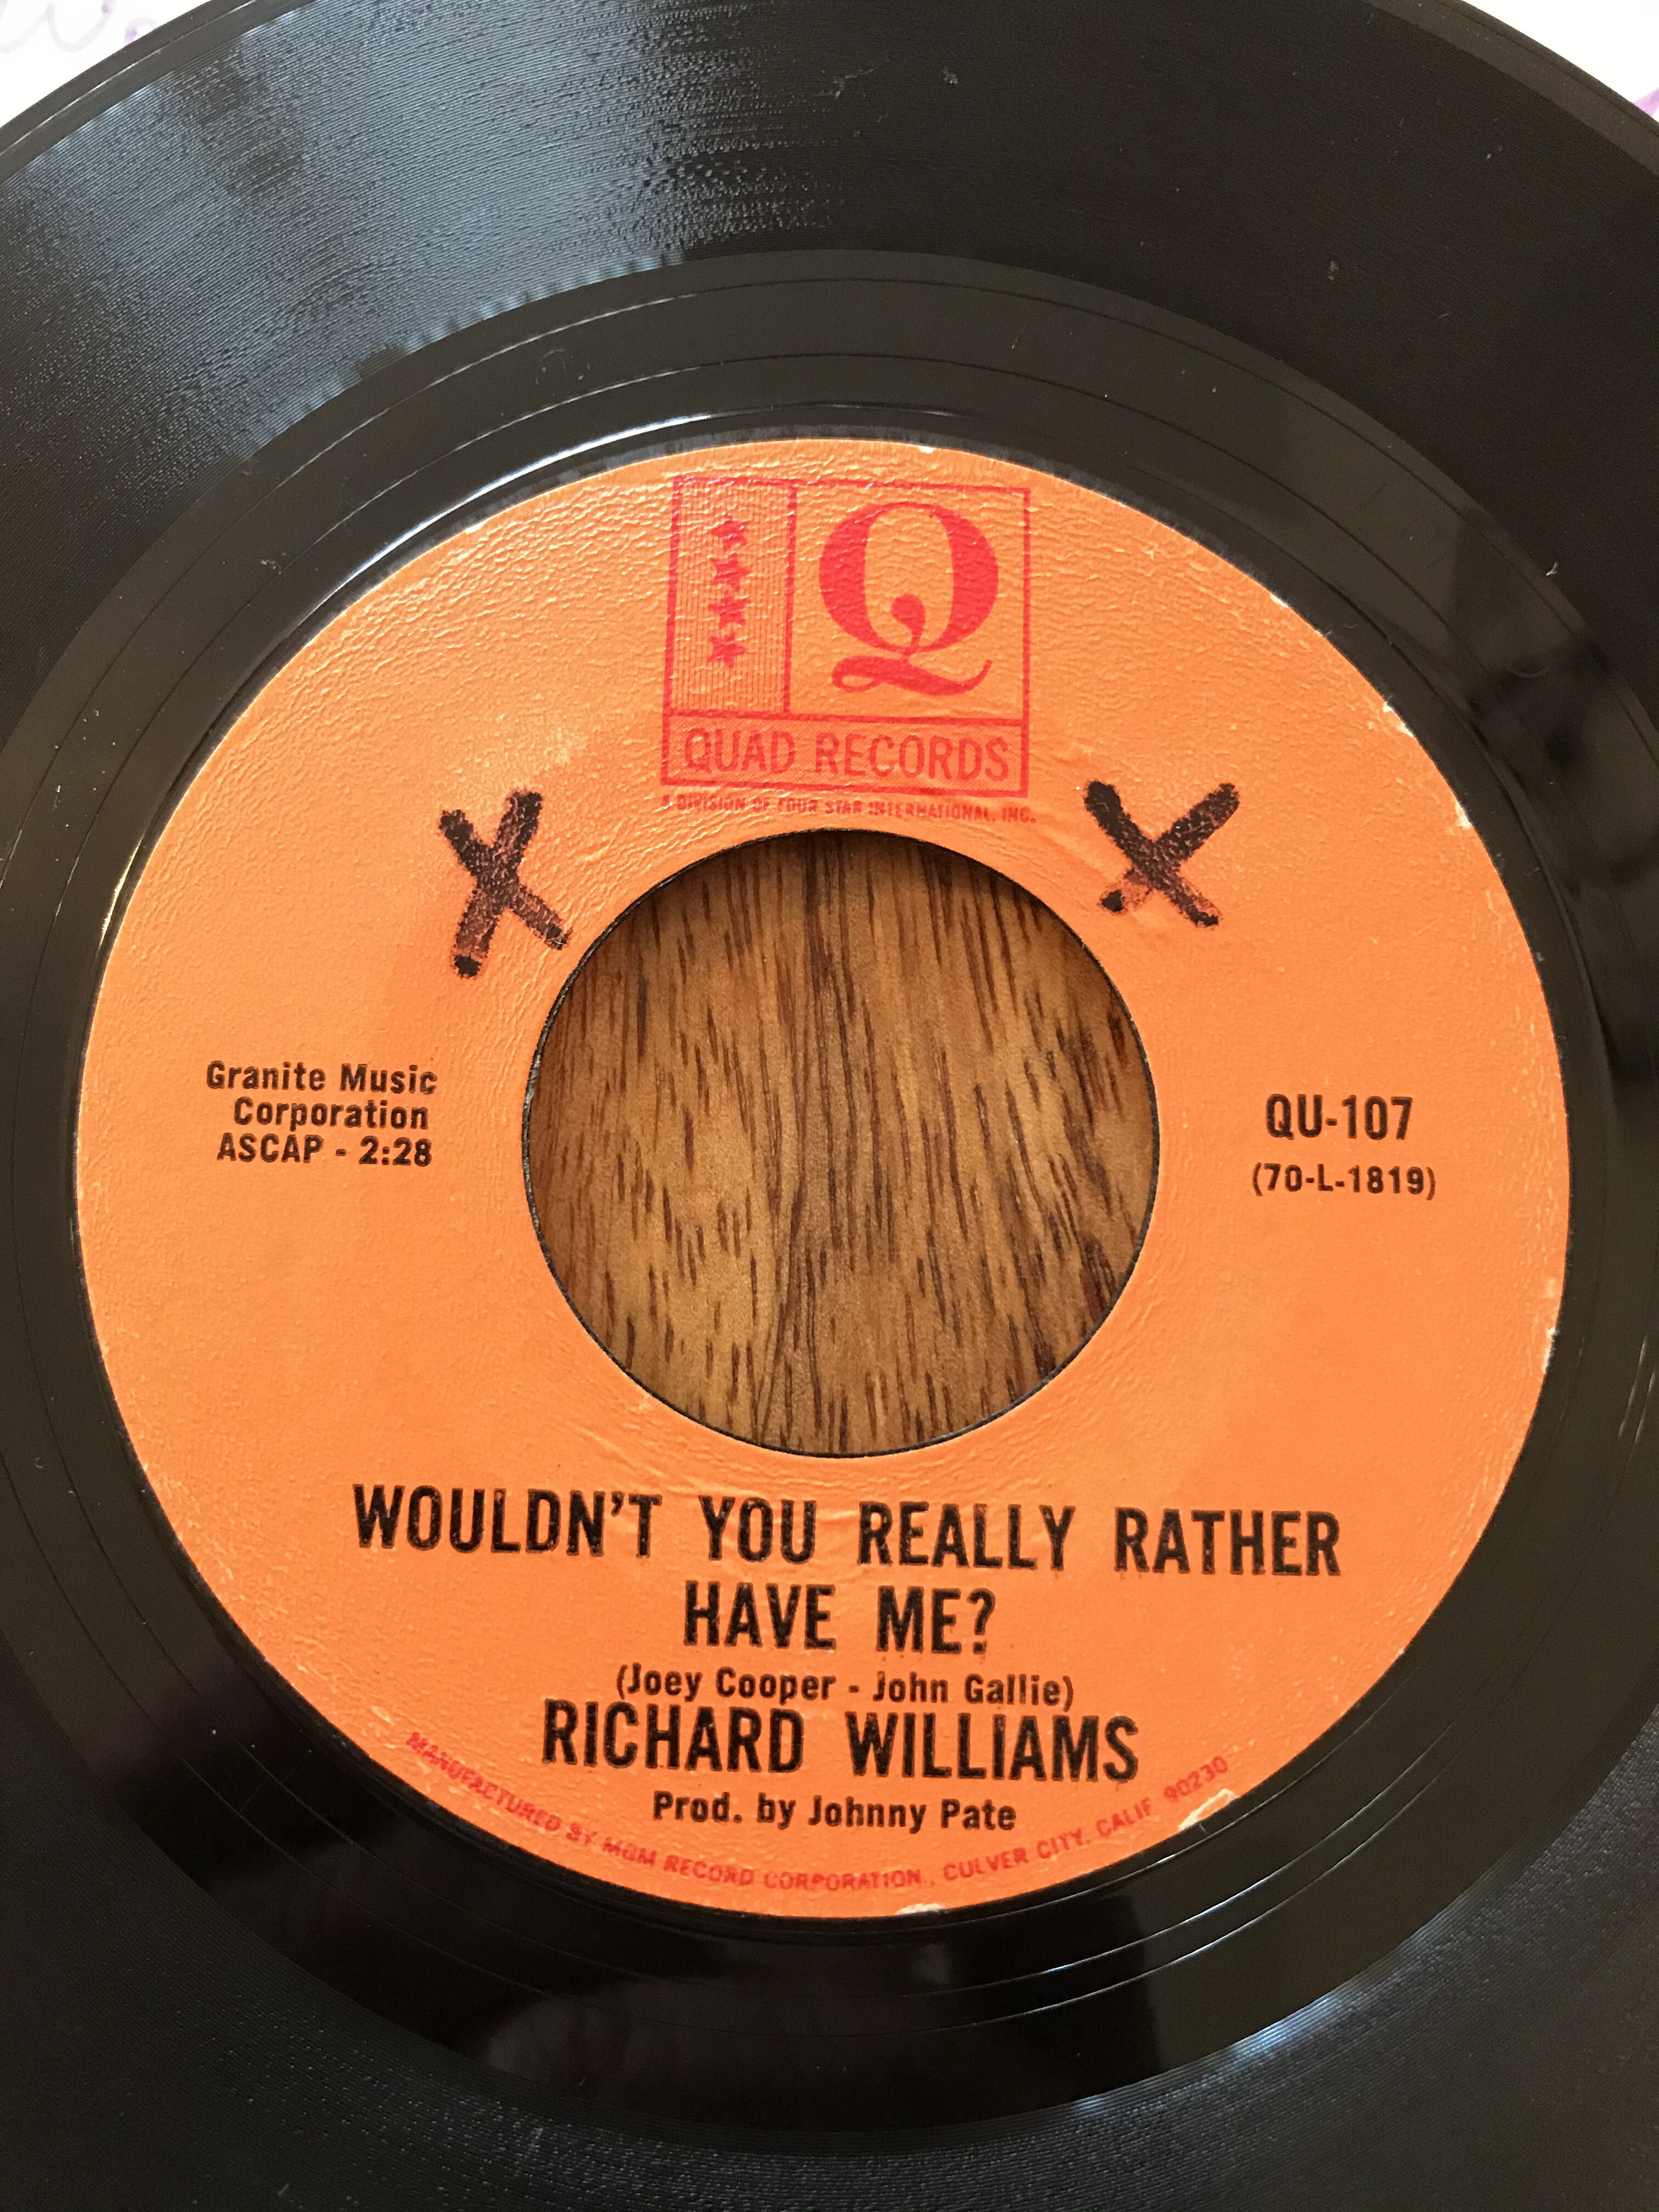 Q
QUAD RECORDS
A DIVISION OF FOUR STAR INTERNATIONAL, INC.
X X
Granite Music
Corporation
ASCAP - 2:28
QU-107
(70-L-1819)
WOULDN'T YOU REALLY RATHER
HAVE ME?
(Joey Cooper - John Gallie)
RICHARD WILLIAMS
Prod. by Johnny Pate
MANUFACTURED BY MGM RECORD CORPORATION., CULVER CITY, CALIF 90230